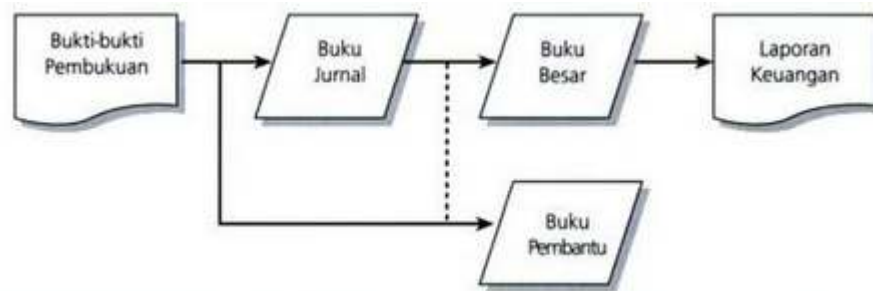 Bukti-bukti
Pembukuan
Buku
Jurnal
Buku
Besar
Laporan
Keuangan
Buku
Pembantu